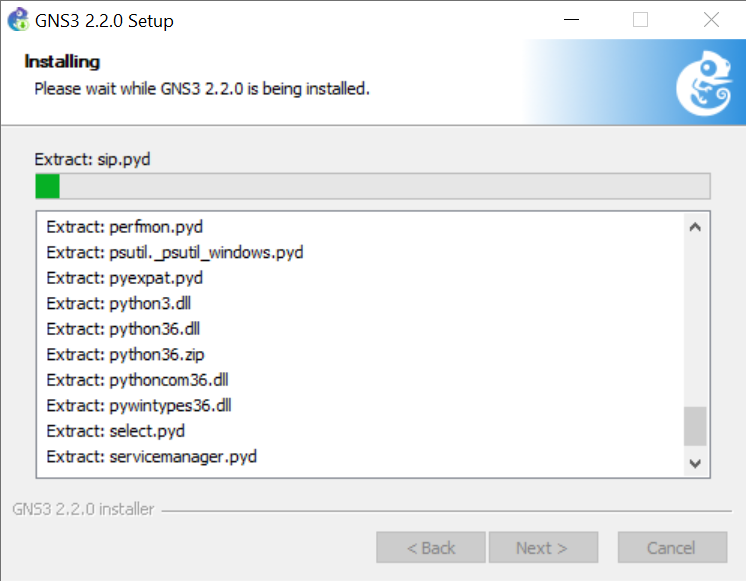 GNS3 2.2.0 Setup
Installing
Please wait while GNS3 2.2.0 is being installed.
Extract: sip.pyd
Extract: perfmon.pyd
Extract: psutil._psutil_windows.pyd
Extract: pyexpat.pyd
Extract: python3.dll
Extract: python36.dll
Extract: python36.zip
Extract: pythoncom36.dll
Extract: pywintypes36.dll
Extract: select.pyd
Extract: servicemanager.pyd
GNS3 2.2.0 installer
< Back
Next >
Cancel